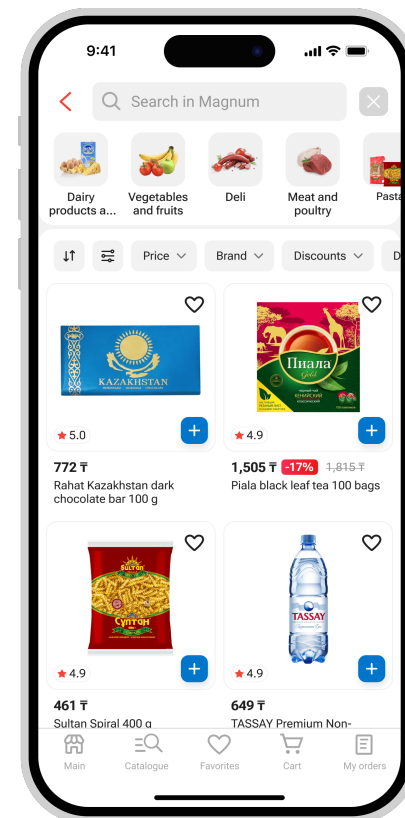 9:41
Search in Magnum
Dairy
products a...
Vegetables
and fruits
Deli
Meat and
poultry
Pasta
Price
Brand
Discounts
D
KAZAKHSTAN
Пиала
Gold
КЕНИЙСКИЙ
5.0
4.9
772 ₸
1,505 ₸ -17% 1,815 ₸
Rahat Kazakhstan dark
chocolate bar 100 g
Piala black leaf tea 100 bags
Sultan
Султан
TASSAY
4.9
4.9
461 ₸
649 ₸
Sultan Spiral 400 g
TASSAY Premium Non-
Main
Catalogue
Favorites
Cart
My orders